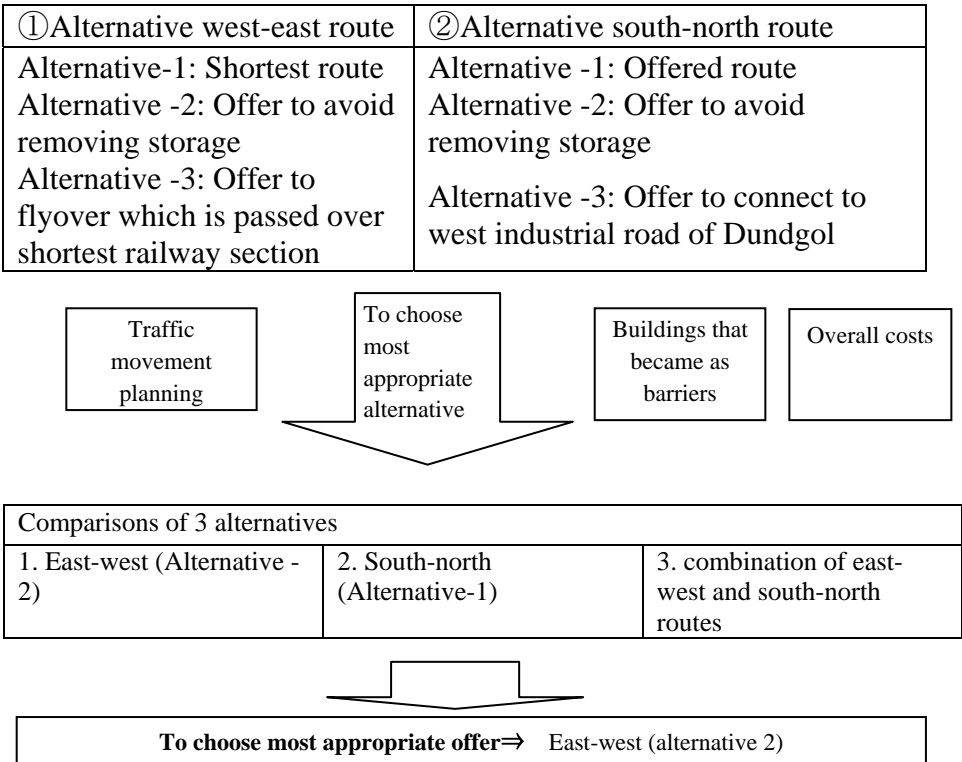 ①Alternative west-east route
②Alternative south-north route
Alternative-1: Shortest route
Alternative -2: Offer to avoid
removing storage
Alternative -3: Offer to
flyover which is passed over
shortest railway section
Alternative -1: Offered route
Alternative -2: Offer to avoid
removing storage
Alternative -3: Offer to connect to
west industrial road of Dundgol
Traffic
movement
planning
To choose
most
appropriate
alternative
Buildings that
became as
barriers
Overall costs
Comparisons of 3 alternatives
1. East-west (Alternative -
2)
2. South-north
(Alternative-1)
3. combination of east-
west and south-north
routes
To choose most appropriate offer⇒ East-west (alternative 2)